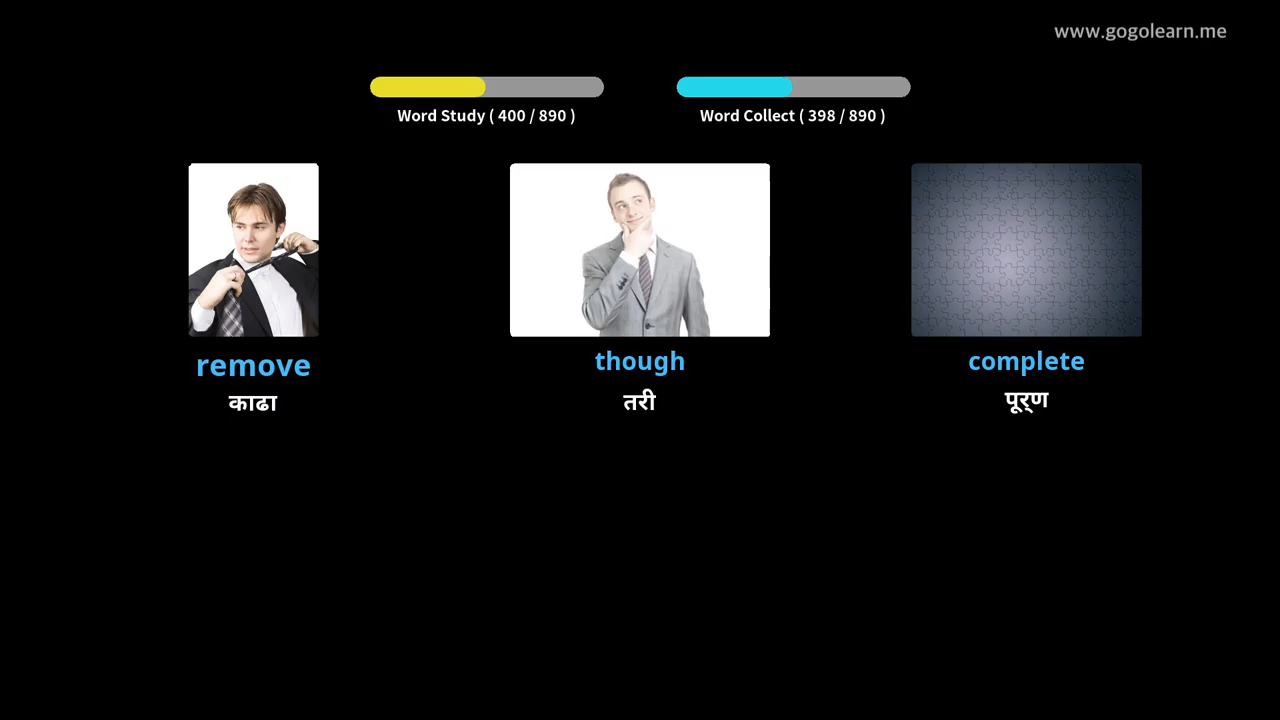 www.gogolearn.me
Word Study ( 400 / 890 )
Word Collect ( 398 / 890 )
remove
though
complete
काढा
तरी
पूर्ण